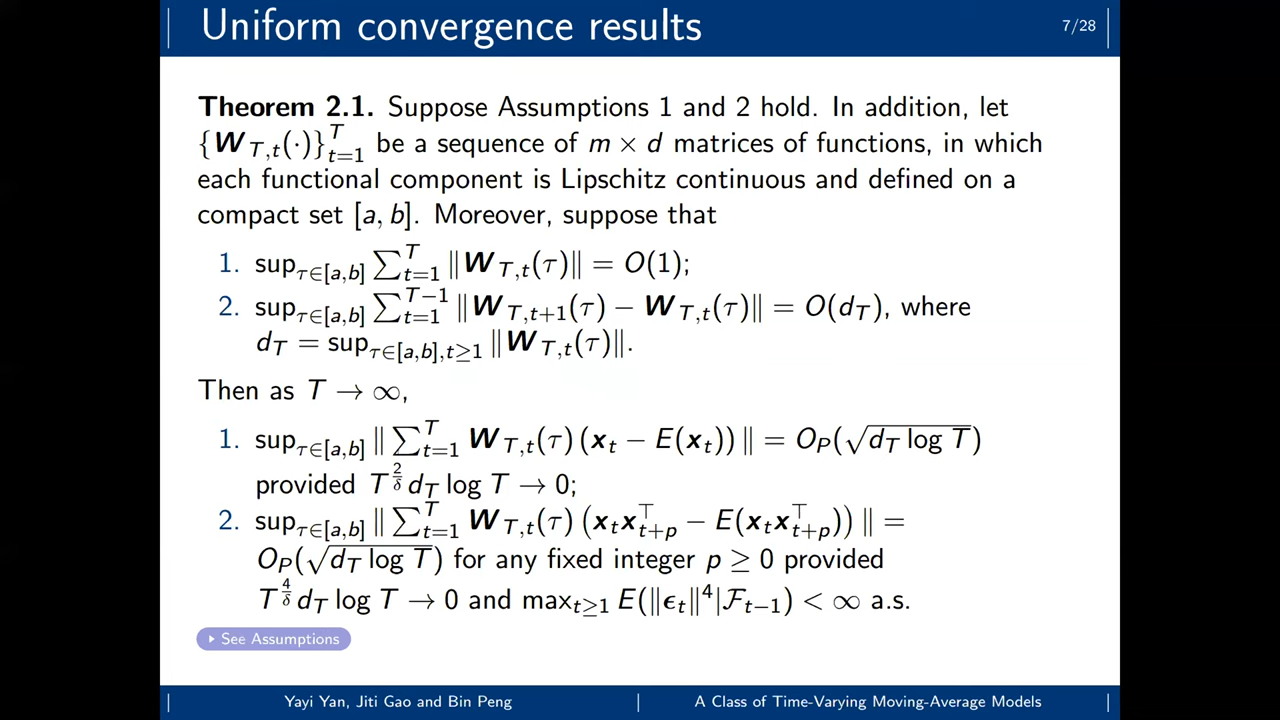 Uniform convergence results
7/28
Theorem 2.1. Suppose Assumptions 1 and 2 hold. In addition, let
{W_{T,t}(·)}_{t=1}^{T} be a sequence of m × d matrices of functions, in which
each functional component is Lipschitz continuous and defined on a
compact set [a, b]. Moreover, suppose that
1. sup_{τ∈[a,b]} ∑_{t=1}^{T} ‖W_{T,t}(τ)‖ = O(1);
2. sup_{τ∈[a,b]} ∑_{t=1}^{T−1} ‖W_{T,t+1}(τ) − W_{T,t}(τ)‖ = O(d_T), where
d_T = sup_{τ∈[a,b],t≥1} ‖W_{T,t}(τ)‖.
Then as T → ∞,
1. sup_{τ∈[a,b]} ‖ ∑_{t=1}^{T} W_{T,t}(τ) (x_t − E(x_t)) ‖ = O_P(√(d_T log T))
provided T^{2/δ} d_T log T → 0;
2. sup_{τ∈[a,b]} ‖ ∑_{t=1}^{T} W_{T,t}(τ) (x_t x_{t+p}^⊤ − E(x_t x_{t+p}^⊤)) ‖ =
O_P(√(d_T log T)) for any fixed integer p ≥ 0 provided
T^{4/δ} d_T log T → 0 and max_{t≥1} E(‖ϵ_t‖^4|F_{t−1}) < ∞ a.s.
See Assumptions
Yayi Yan, Jiti Gao and Bin Peng
A Class of Time-Varying Moving-Average Models